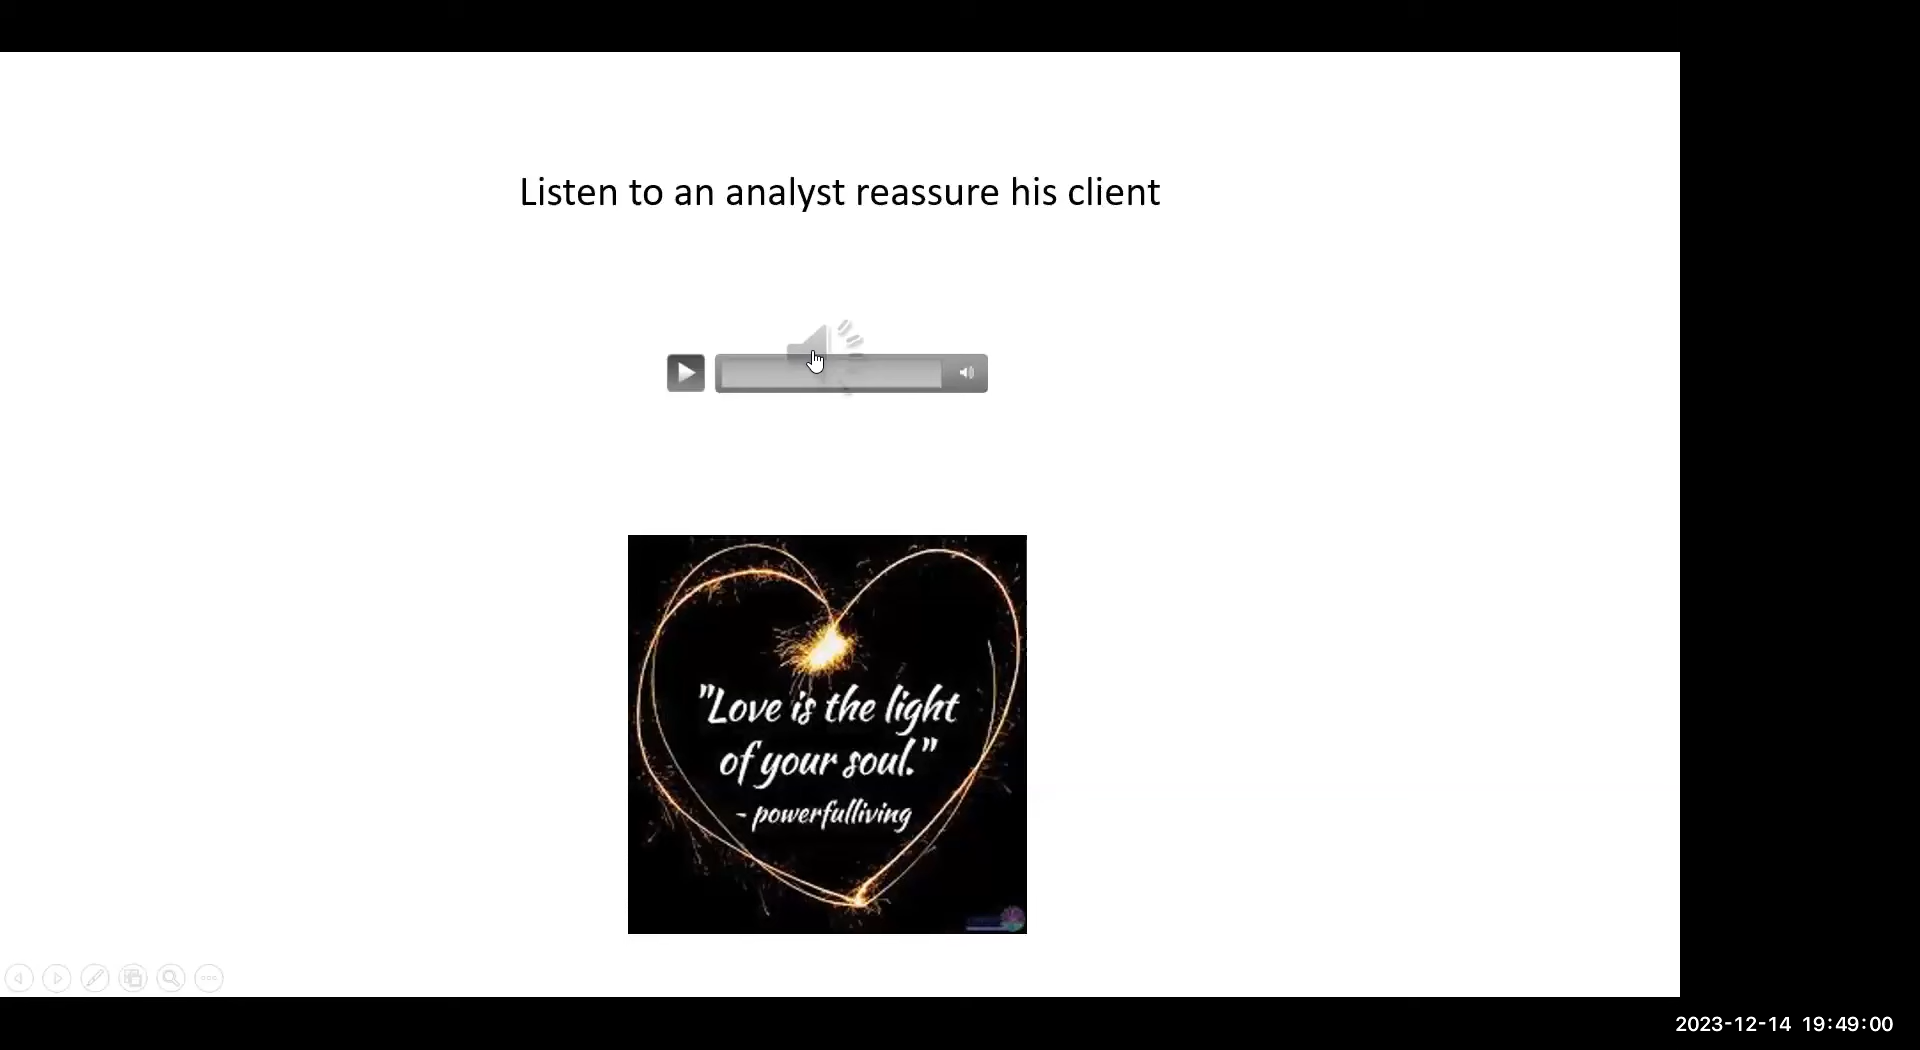 Listen to an analyst reassure his client
"Love is the light
of your soul."
- powerfulliving
2023-12-14 19:49:00